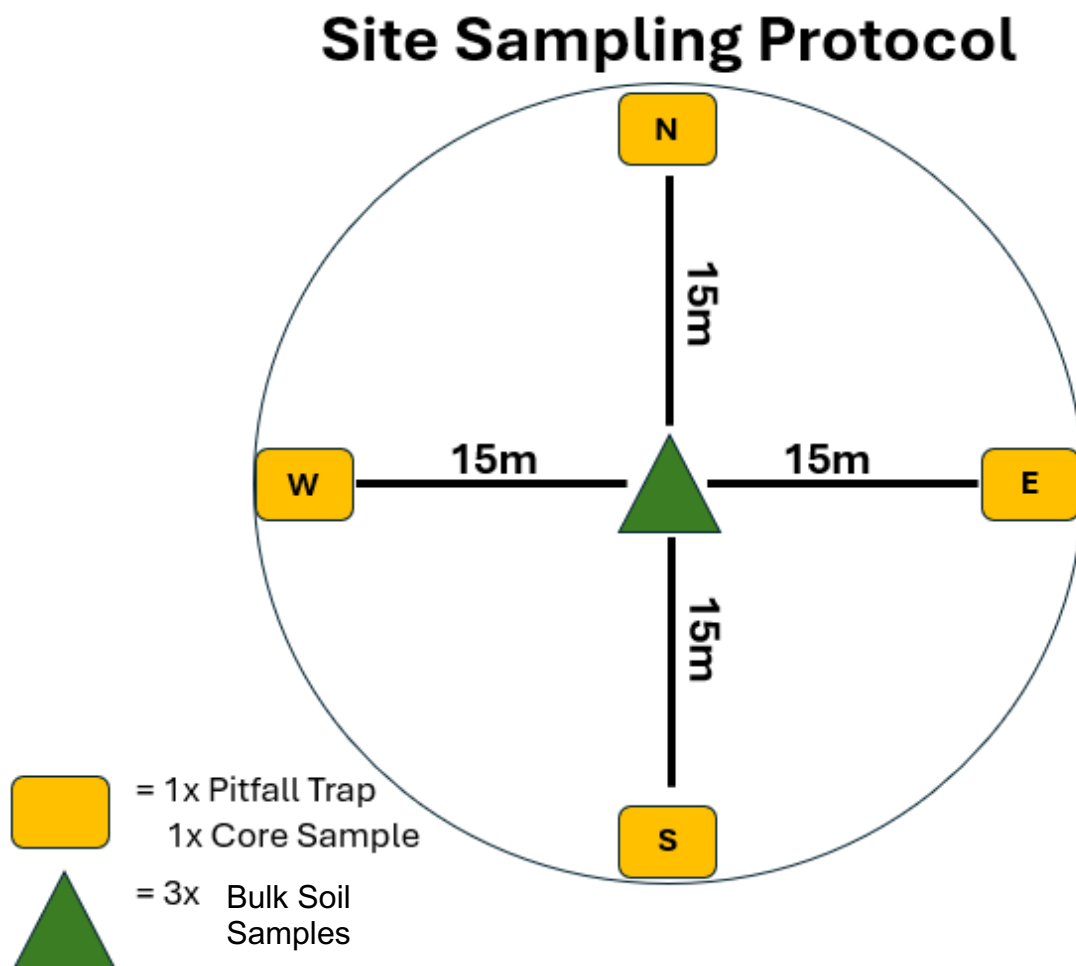 Site Sampling Protocol
N
15m
W
15m
15m
E
15m
S
= 1x Pitfall Trap
1x Core Sample
= 3x Bulk Soil
Samples